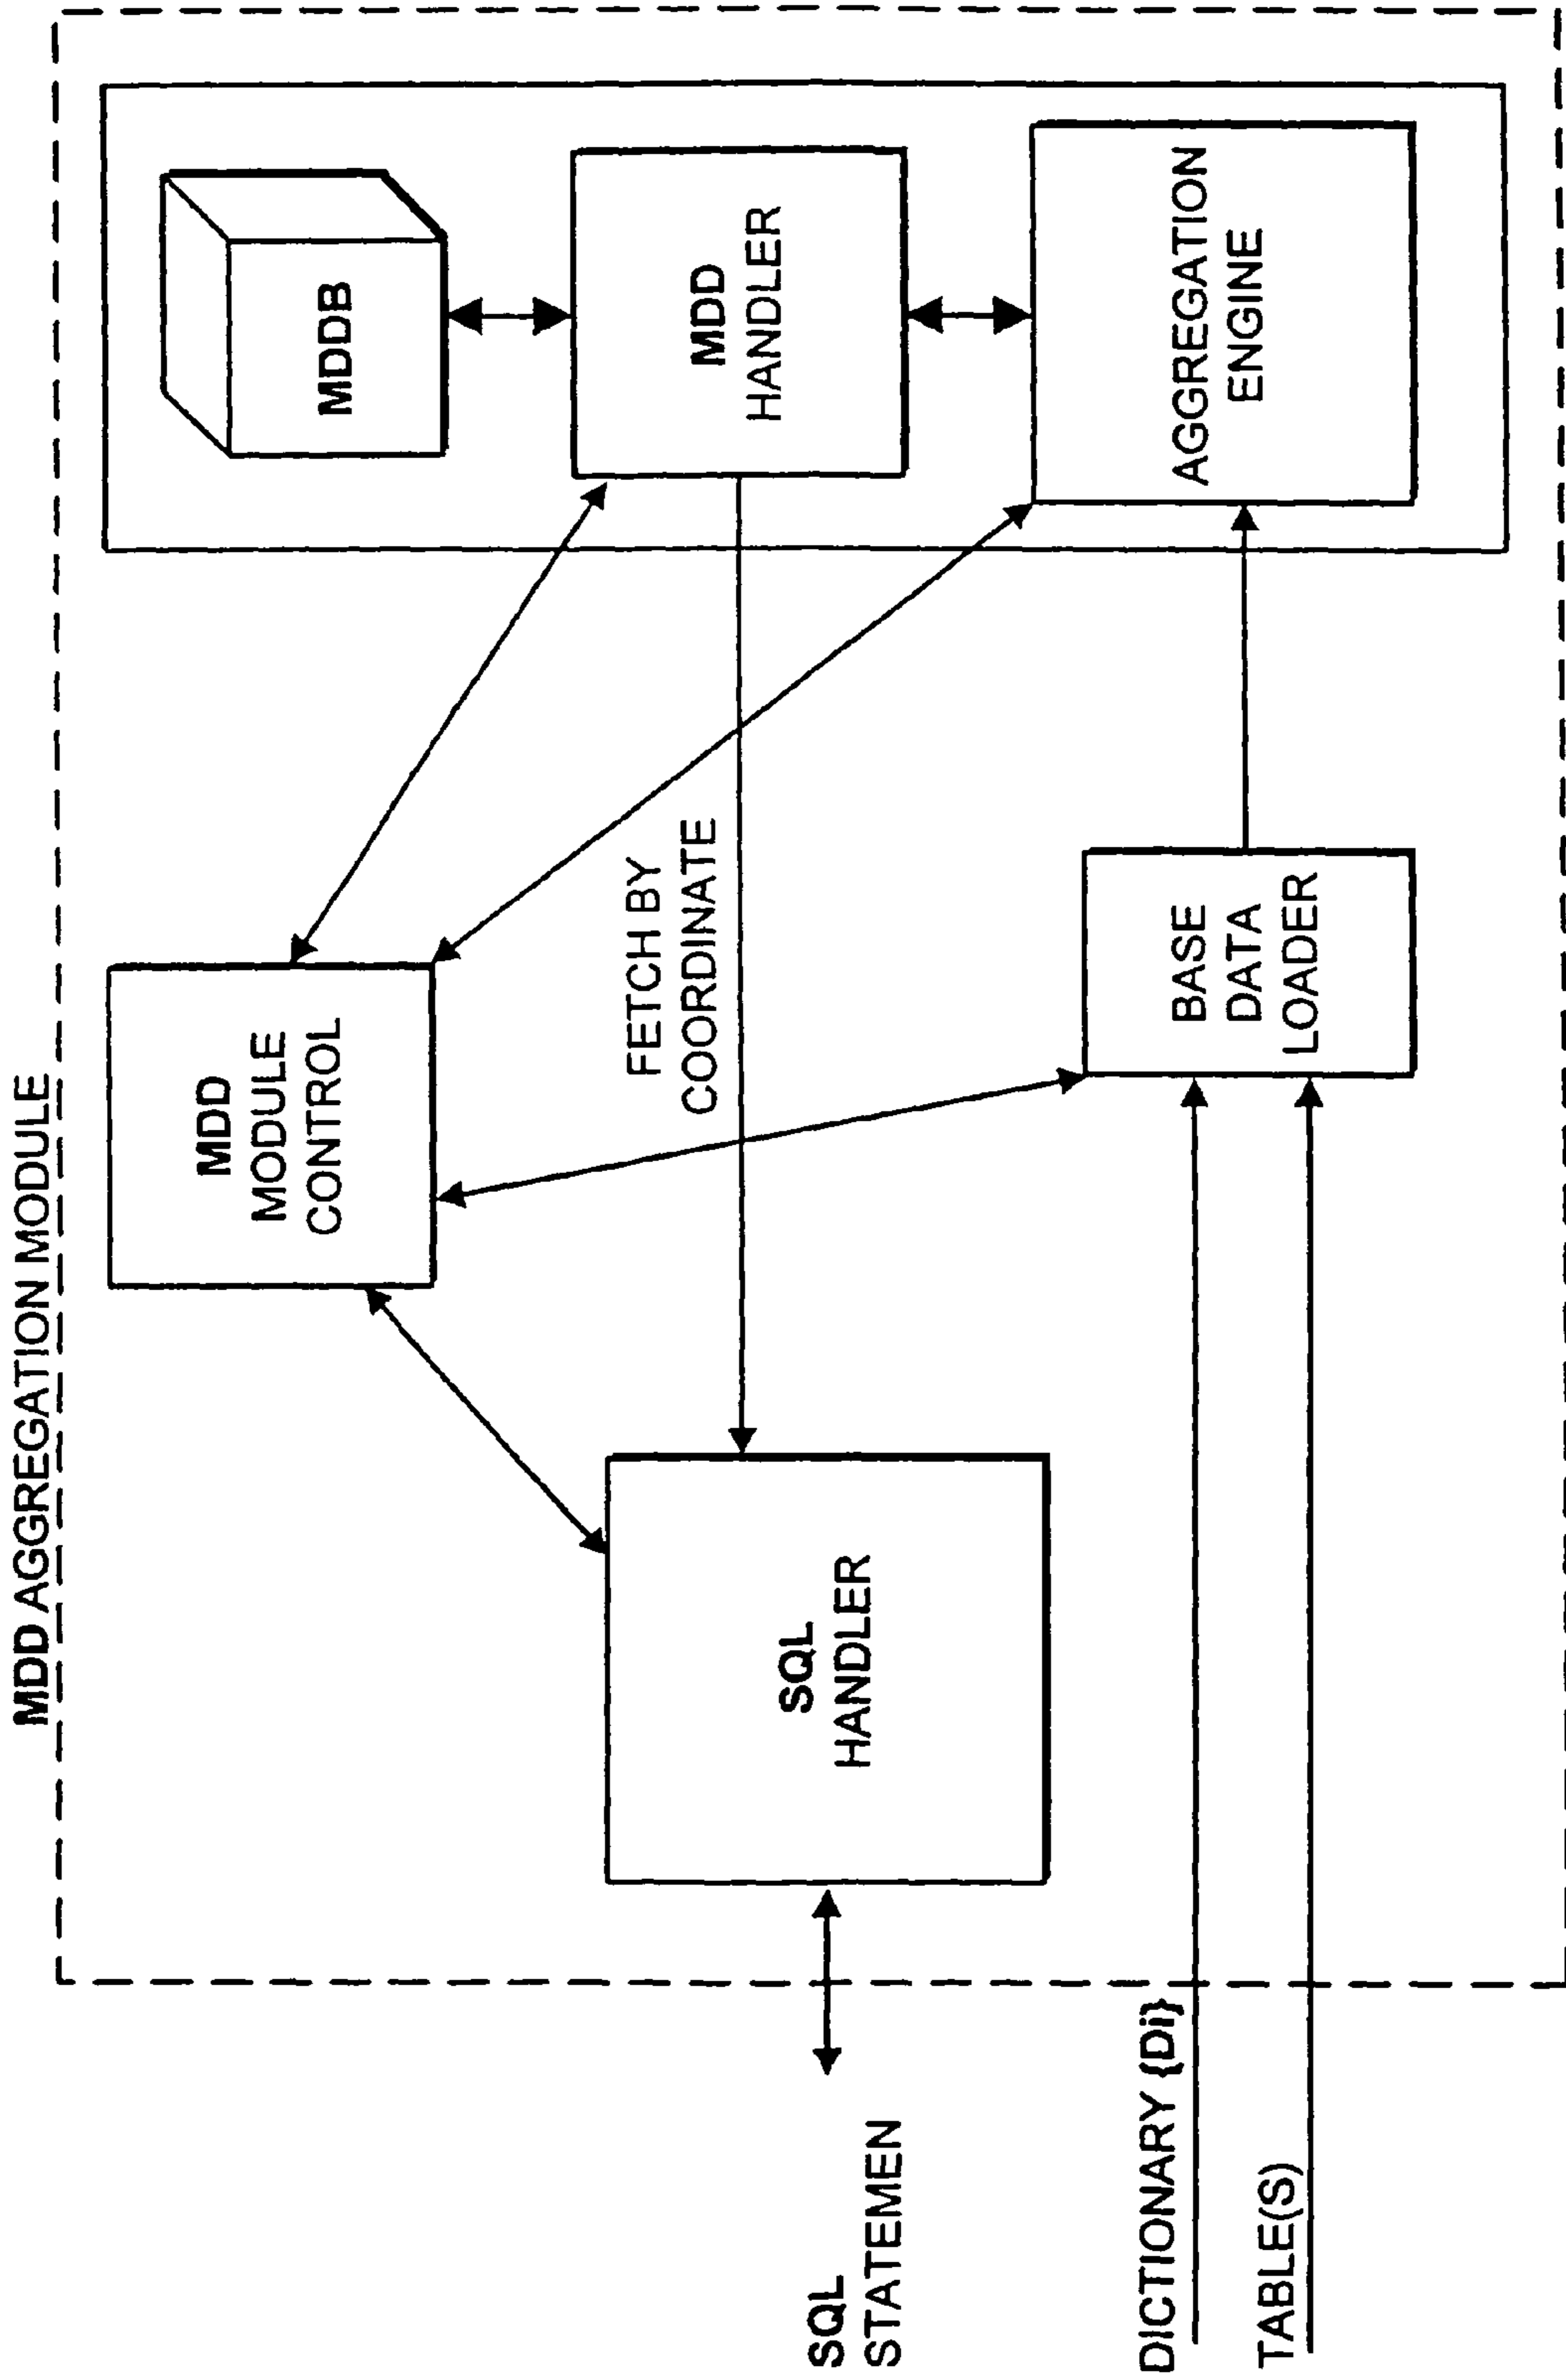 MDD AGGREGATION MODULE
MDD
MODULE
CONTROL
MDDB
SQL
HANDLER
FETCH BY
COORDINATE
MDD
HANDLER
SQL
STATEMEN
DICTIONARY {Di}
TABLE(S)
BASE
DATA
LOADER
AGGREGATION
ENGINE